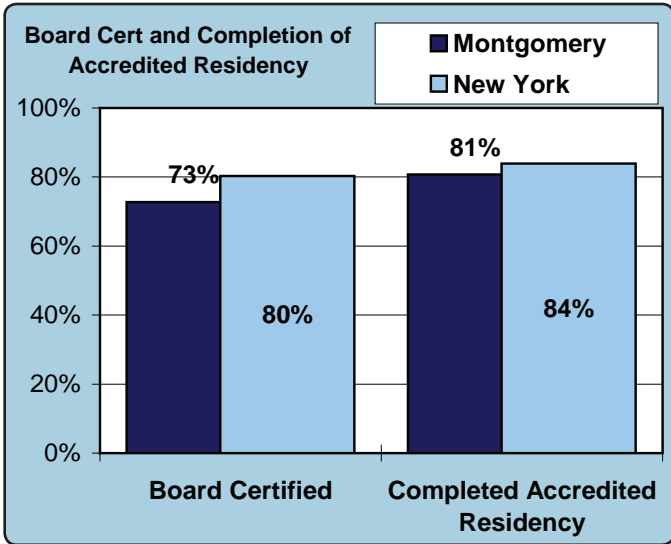 Board Cert and Completion of
Accredited Residency
Montgomery
New York
100%
80%
60%
40%
20%
0%
73%
80%
81%
84%
Board Certified
Completed Accredited
Residency